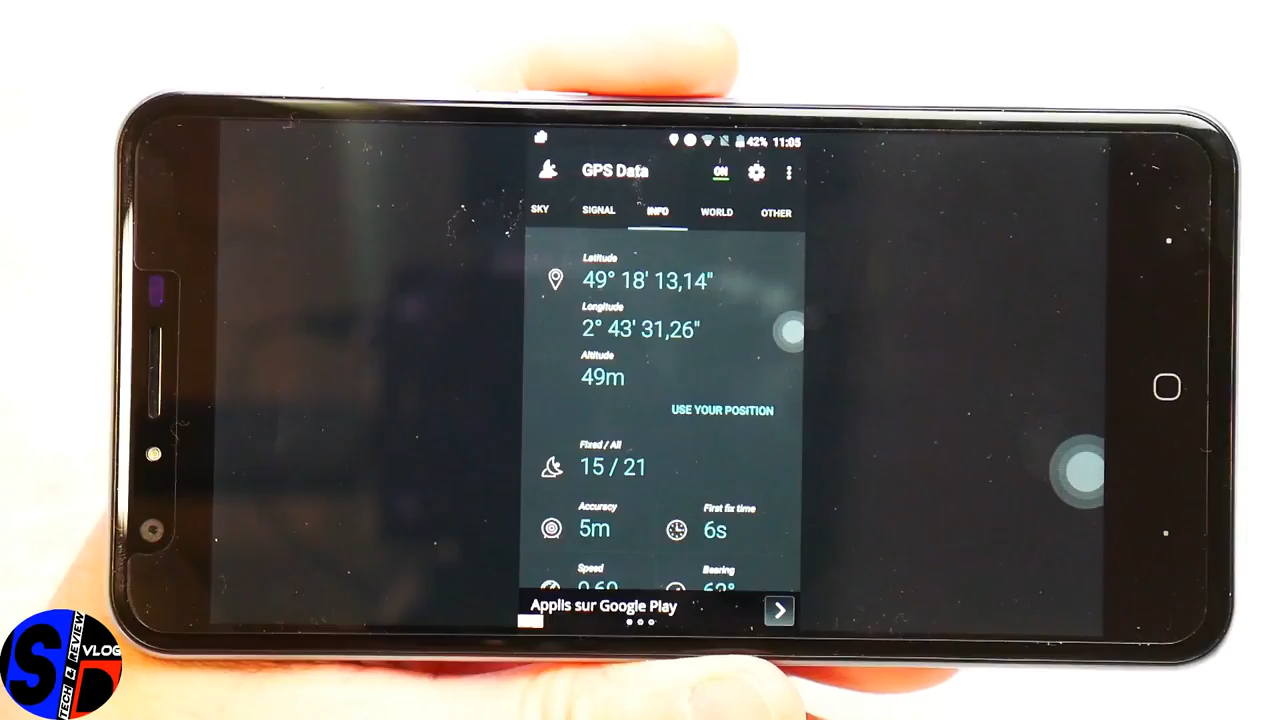 42% 11:05
GPS Data
ON
SKY SIGNAL INFO WORLD OTHER
Latitude
49° 18' 13,14"
Longitude
2° 43' 31,26"
Altitude
49m
USE YOUR POSITION
Fixed / All
15 / 21
Accuracy First fix time
5m 6s
Speed Bearing
Applis sur Google Play
S
TECH & REVIEW
VLOG